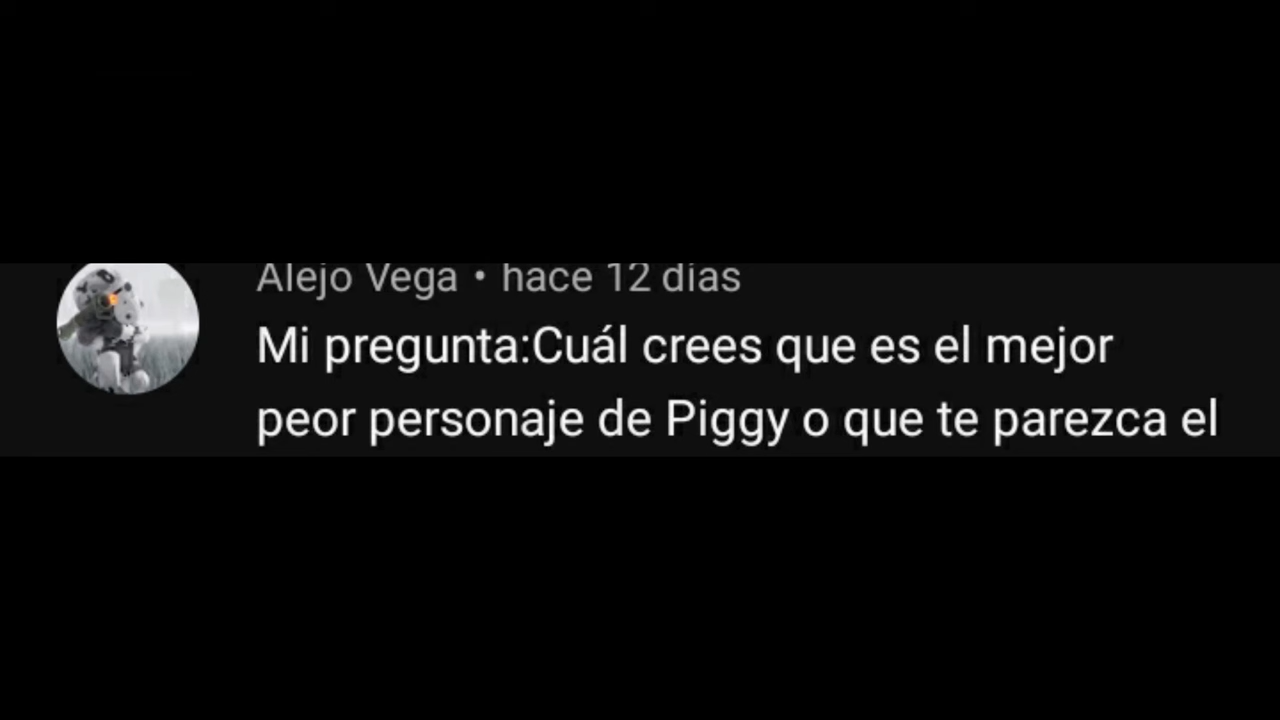 Alejo Vega • hace 12 días
Mi pregunta:Cuál crees que es el mejor
peor personaje de Piggy o que te parezca el